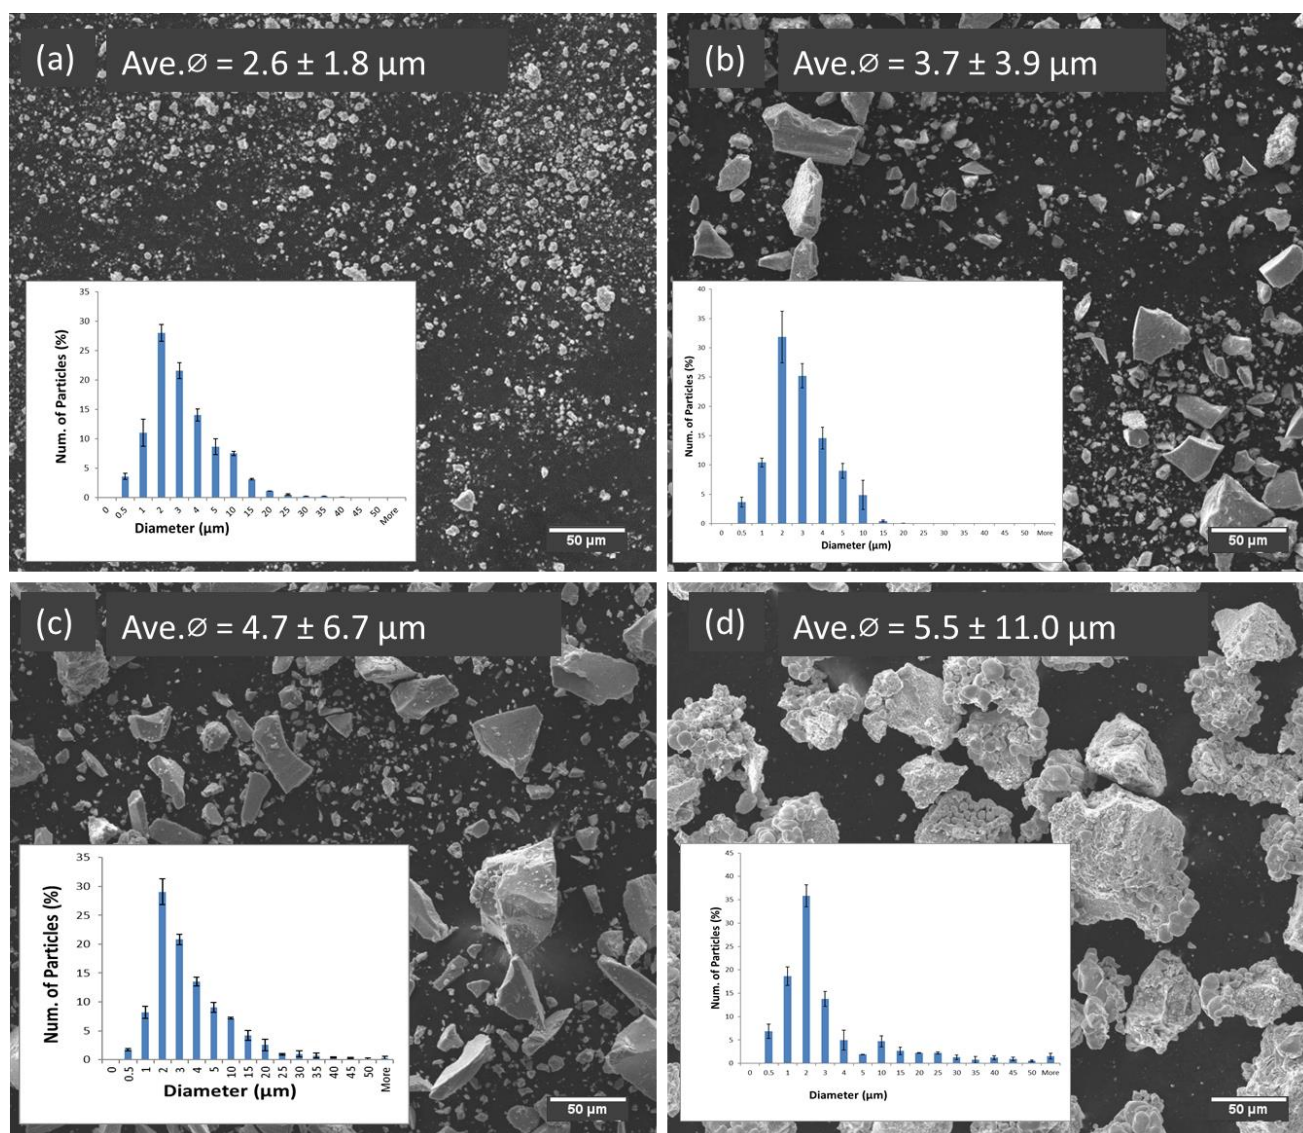 (a) Ave.∅ = 2.6 ± 1.8 µm
35
30
25
20
15
10
5
0
Num. of Particles (%)
0 0.5 1 2 3 4 5 10 15 20 25 30 35 40 45 50 More
Diameter (µm)
50 µm
(b) Ave.∅ = 3.7 ± 3.9 µm
40
35
30
25
20
15
10
5
0
Num. of Particles (%)
0 0.5 1 2 3 4 5 10 15 20 25 30 35 40 45 50 More
Diameter (µm)
50 µm
(c) Ave.∅ = 4.7 ± 6.7 µm
35
30
25
20
15
10
5
0
Num. of Particles (%)
0 0.5 1 2 3 4 5 10 15 20 25 30 35 40 45 50 More
Diameter (µm)
50 µm
(d) Ave.∅ = 5.5 ± 11.0 µm
45
40
35
30
25
20
15
10
5
0
Num. of Particles (%)
0 0.5 1 2 3 4 5 10 15 20 25 30 35 40 45 50 More
Diameter (µm)
50 µm